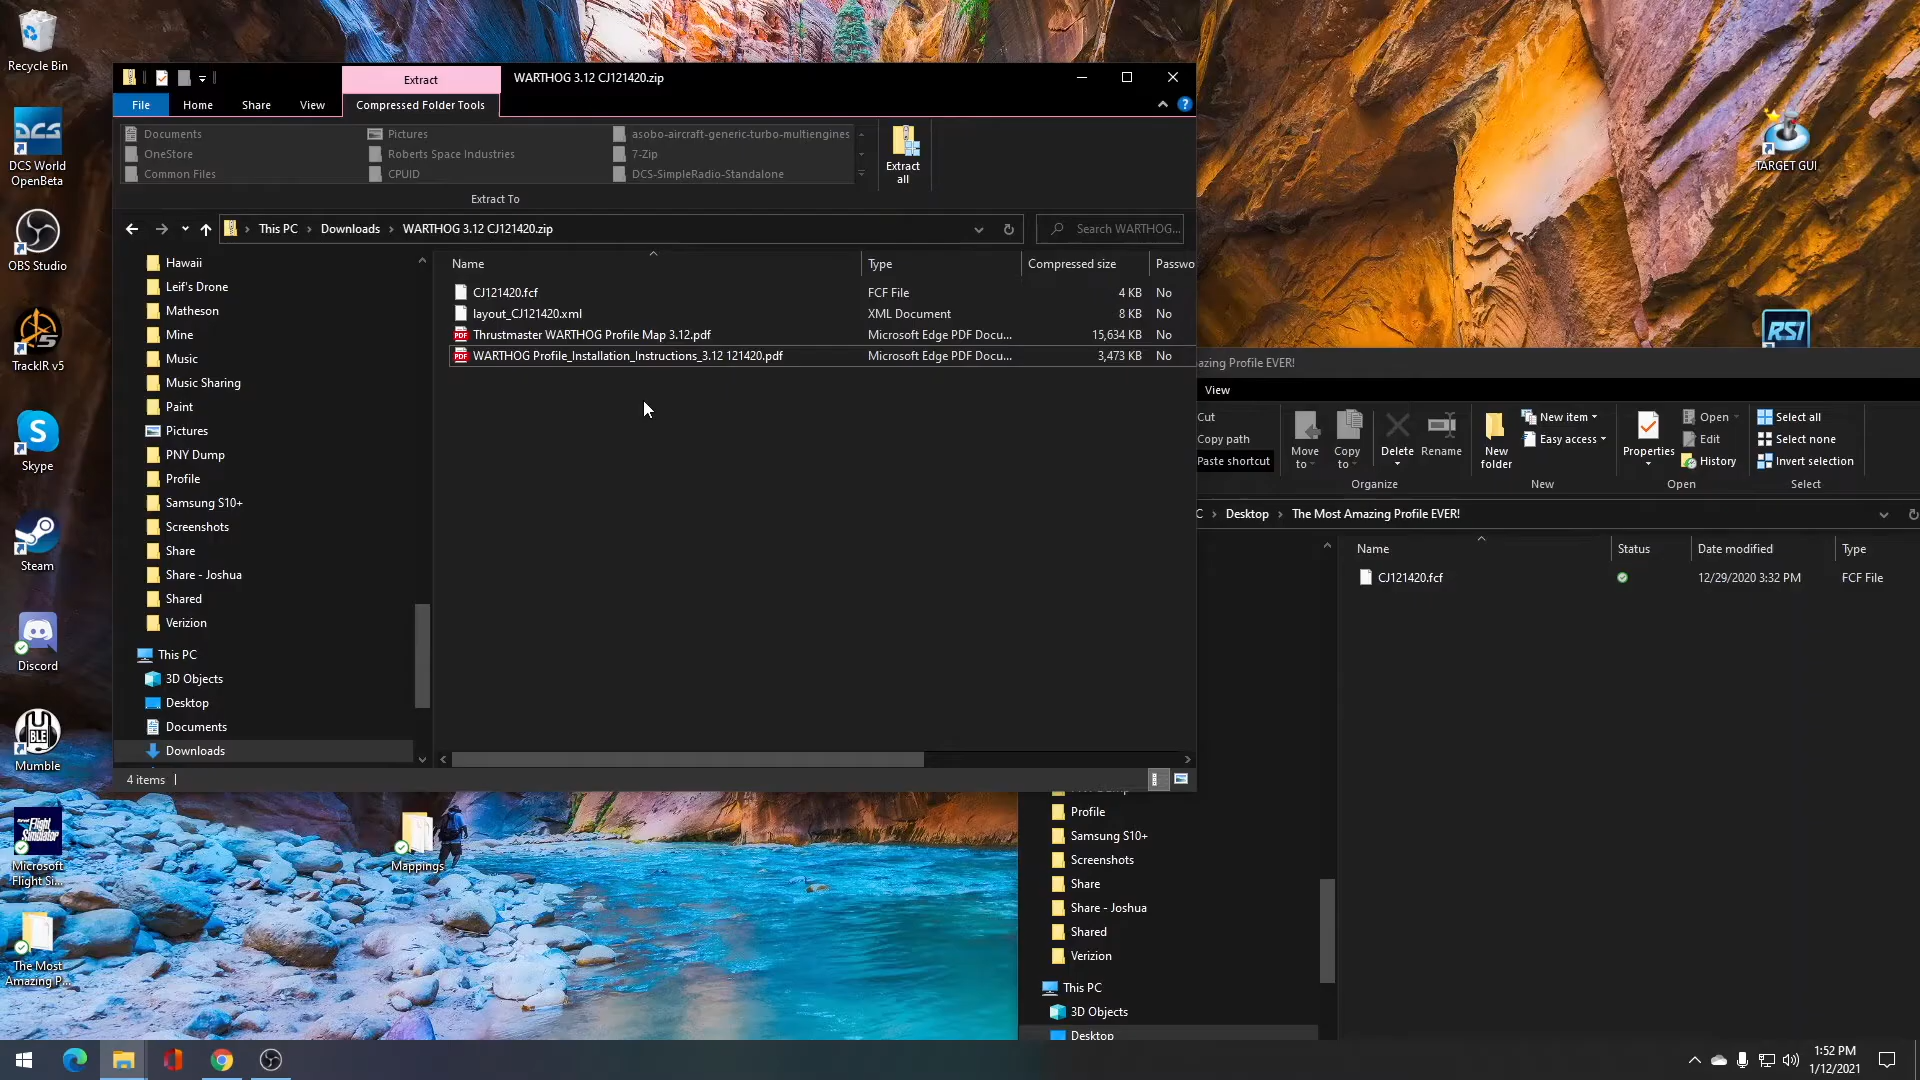 Recycle Bin
DCS World
OpenBeta
OBS Studio
TrackIR v5
Skype
Steam
Discord
Mumble
Microsoft
Flight Si...
The Most
Amazing P...
Mappings
TARGET GUI
RSI
Extract
WARTHOG 3.12 CJ121420.zip
File
Home
Share
View
Compressed Folder Tools
Documents
Pictures
asobo-aircraft-generic-turbo-multiengines
OneStore
Roberts Space Industries
7-Zip
Common Files
CPUID
DCS-SimpleRadio-Standalone
Extract
all
Extract To
This PC
Downloads
WARTHOG 3.12 CJ121420.zip
Search WARTHOG...
Hawaii
Leif's Drone
Matheson
Mine
Music
Music Sharing
Paint
Pictures
PNY Dump
Profile
Samsung S10+
Screenshots
Share
Share - Joshua
Shared
Verizion
This PC
3D Objects
Desktop
Documents
Downloads
Name
Type
Compressed size
Passwo
CJ121420.fcf
FCF File
4 KB
No
layout_CJ121420.xml
XML Document
8 KB
No
Thrustmaster WARTHOG Profile Map 3.12.pdf
Microsoft Edge PDF Docu...
15,634 KB
No
WARTHOG Profile_Installation_Instructions_3.12 121420.pdf
Microsoft Edge PDF Docu...
3,473 KB
No
4 items
azing Profile EVER!
View
Cut
Copy path
Paste shortcut
Move
to
Copy
to
Delete
Rename
Organize
New
folder
New item
Easy access
New
Properties
Open
Edit
History
Open
Select all
Select none
Invert selection
Select
C
Desktop
The Most Amazing Profile EVER!
Name
Status
Date modified
Type
CJ121420.fcf
12/29/2020 3:32 PM
FCF File
Profile
Samsung S10+
Screenshots
Share
Share - Joshua
Shared
Verizion
This PC
3D Objects
Desktop
1:52 PM
1/12/2021